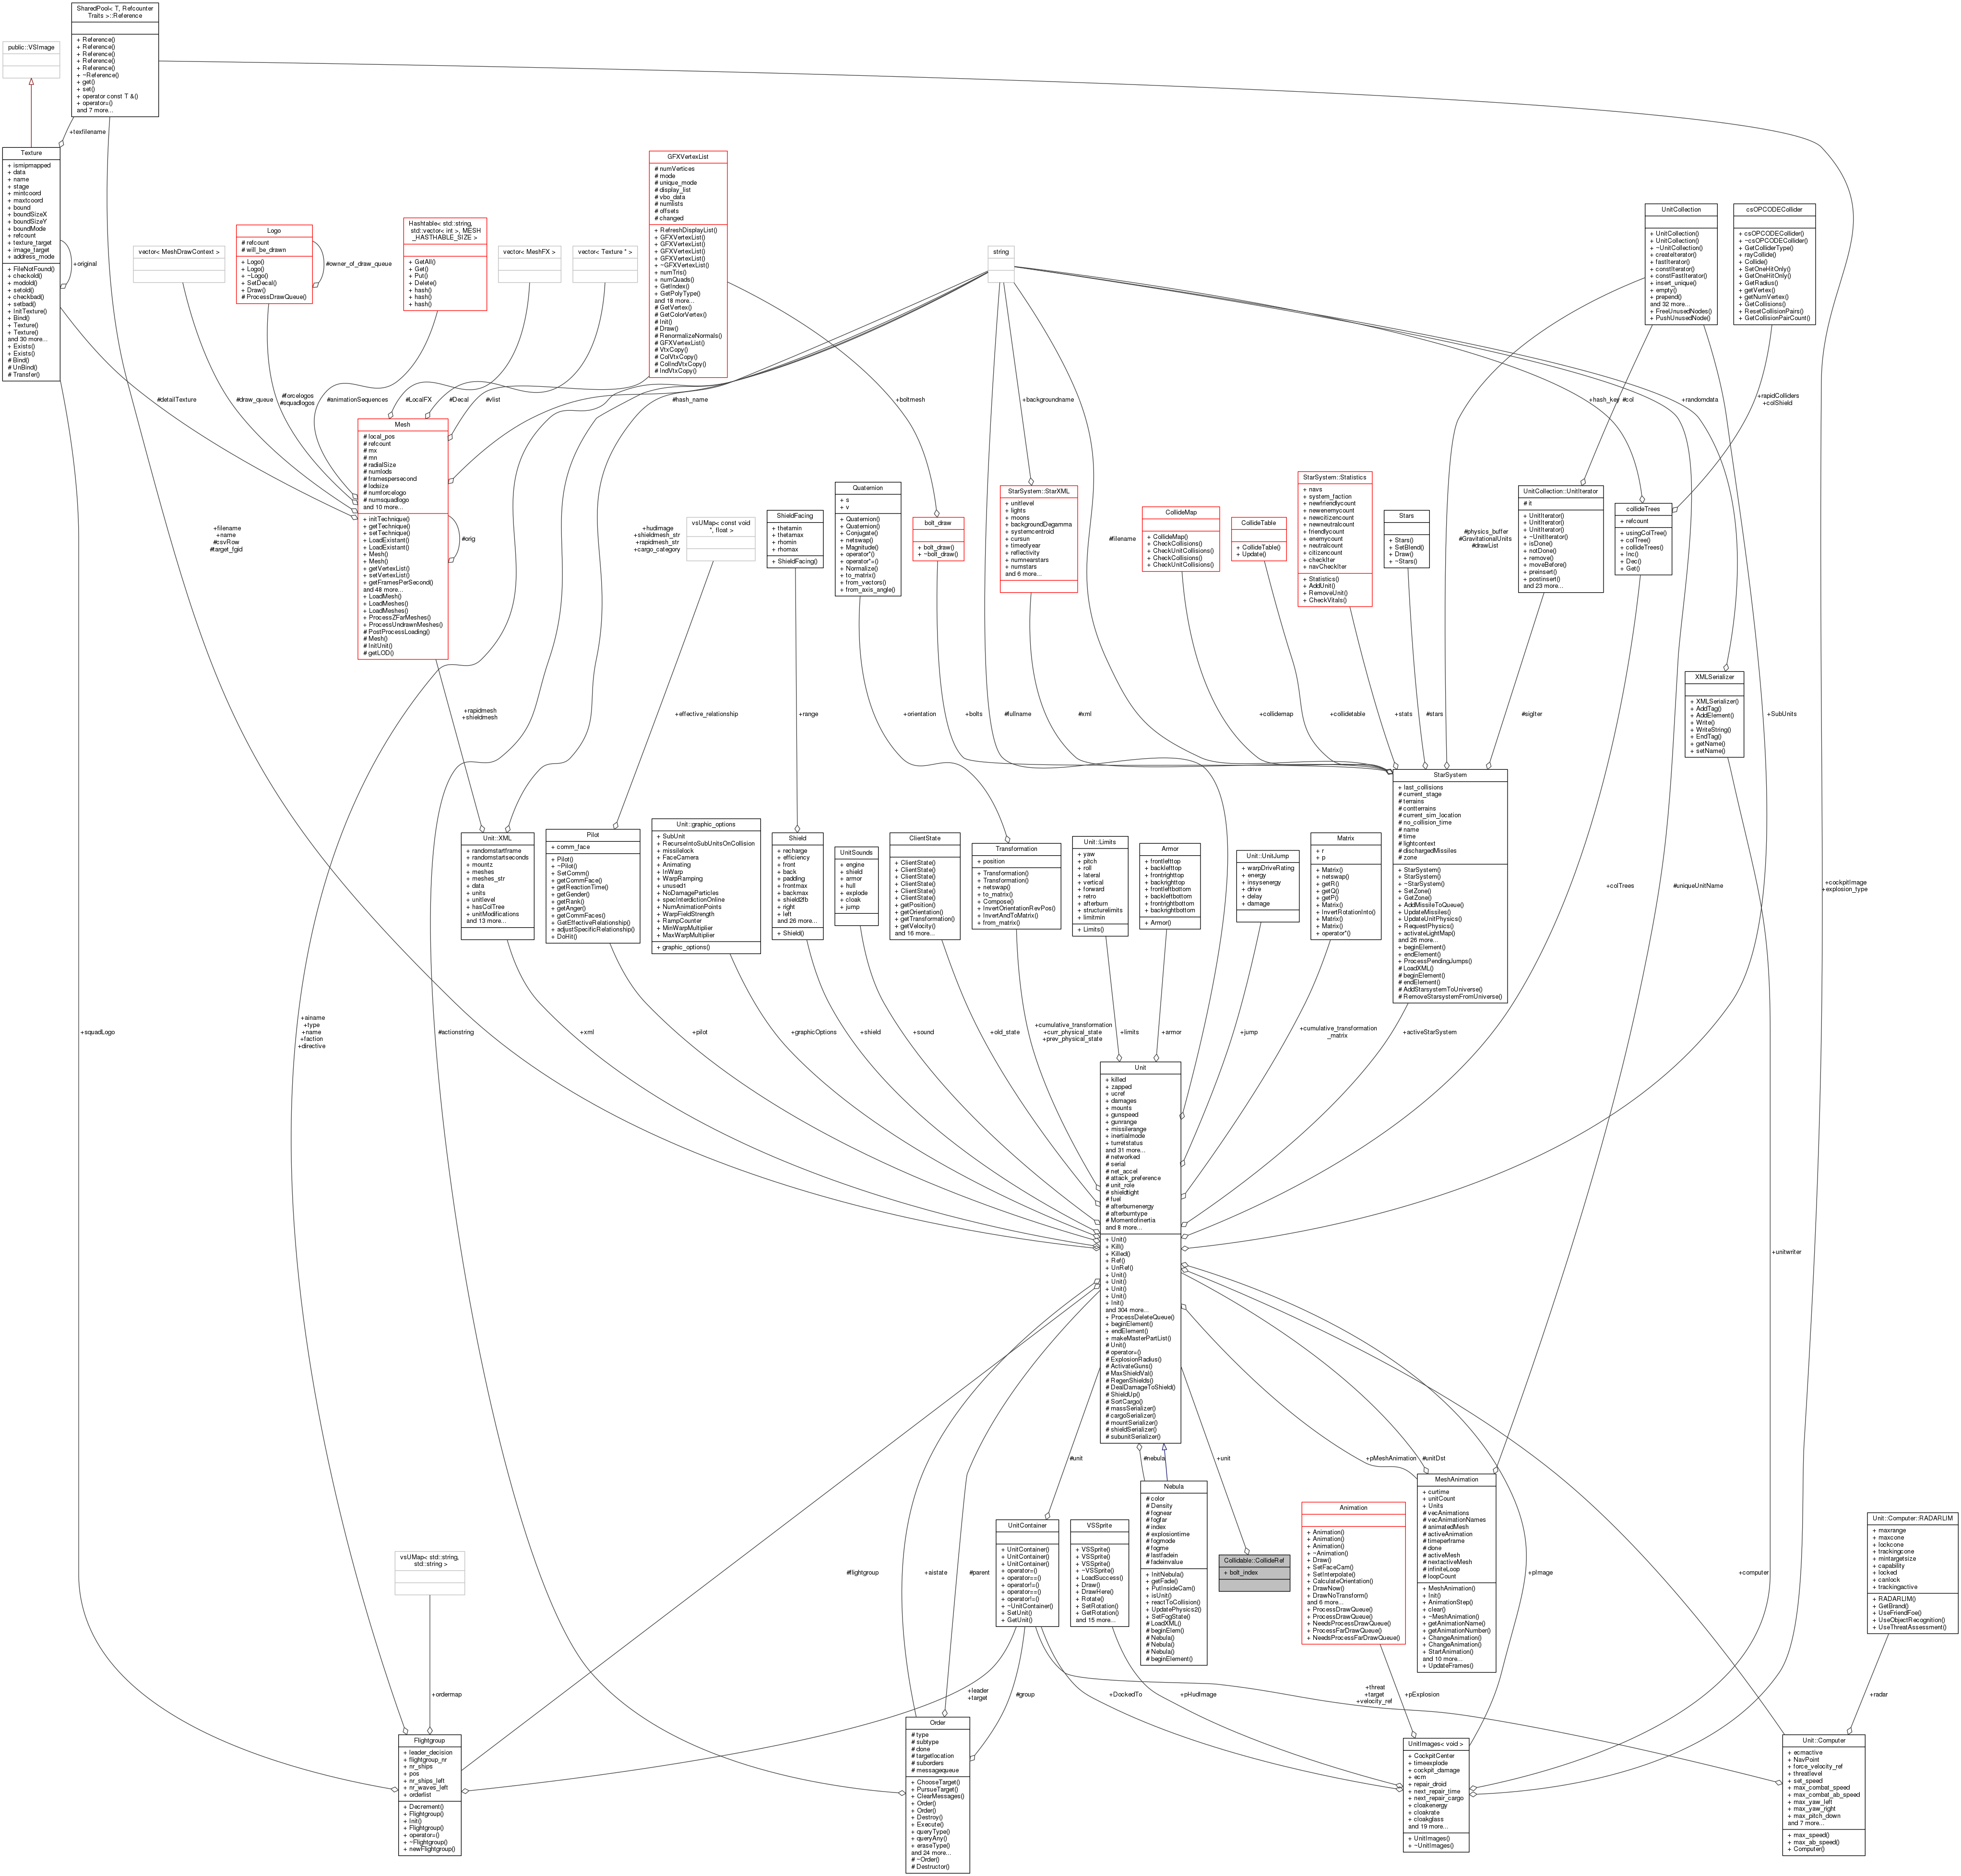 SharedPool< T, Refcounter
Traits >::Reference
+ Reference()
+ Reference()
+ Reference()
+ Reference()
+ Reference()
+ ~Reference()
+ get()
+ set()
+ operator const T &()
+ operator=()
and 7 more...
public::VSImage
+texfilename
Texture
+ ismipmapped
+ data
+ name
+ stage
+ mintcoord
+ maxtcoord
+ bound
+ boundSizeX
+ boundSizeY
+ boundMode
+ refcount
+ texture_target
+ image_target
+ address_mode
+ FileNotFound()
+ checkold()
+ modold()
+ setold()
+ checkbad()
+ setbad()
+ InitTexture()
+ Bind()
+ Texture()
+ Texture()
and 30 more...
+ Exists()
+ Exists()
# Bind()
# UnBind()
# Transfer()
+original
vector< MeshDrawContext >
Logo
# refcount
# will_be_drawn
+ Logo()
+ Logo()
+ ~Logo()
+ SetDecal()
+ Draw()
# ProcessDrawQueue()
#owner_of_draw_queue
Hashtable< std::string,
std::vector< int >, MESH
_HASTHABLE_SIZE >
+ GetAll()
+ Get()
+ Put()
+ Delete()
+ hash()
+ hash()
+ hash()
vector< MeshFX >
vector< Texture * >
GFXVertexList
# numVertices
# mode
# unique_mode
# display_list
# vbo_data
# numlists
# offsets
# changed
+ RefreshDisplayList()
+ GFXVertexList()
+ GFXVertexList()
+ GFXVertexList()
+ GFXVertexList()
+ ~GFXVertexList()
+ numTris()
+ numQuads()
+ GetIndex()
+ GetPolyType()
and 18 more...
# GetVertex()
# GetColorVertex()
# Init()
# Draw()
# RenormalizeNormals()
# GFXVertexList()
# VtxCopy()
# ColVtxCopy()
# ColIndVtxCopy()
# IndVtxCopy()
string
UnitCollection
+ UnitCollection()
+ UnitCollection()
+ ~UnitCollection()
+ createIterator()
+ fastIterator()
+ constIterator()
+ constFastIterator()
+ insert_unique()
+ empty()
+ prepend()
and 32 more...
+ FreeUnusedNodes()
+ PushUnusedNode()
csOPCODECollider
+ csOPCODECollider()
+ ~csOPCODECollider()
+ GetColliderType()
+ rayCollide()
+ Collide()
+ SetOneHitOnly()
+ GetOneHitOnly()
+ GetRadius()
+ getVertex()
+ getNumVertex()
+ GetCollisions()
+ ResetCollisionPairs()
+ GetCollisionPairCount()
#detailTexture
#draw_queue
#forcelogos
#squadlogos
#animationSequences
#LocalFX
#Decal
#vlist
#hash_name
+boltmesh
+backgroundname
+hash_key
#col
+randomdata
+rapidColliders
+colShield
Mesh
# local_pos
# refcount
# mx
# mn
# radialSize
# numlods
# framespersecond
# lodsize
# numforcelogo
# numsquadlogo
and 10 more...
+ initTechnique()
+ getTechnique()
+ setTechnique()
+ LoadExistant()
+ LoadExistant()
+ Mesh()
+ Mesh()
+ getVertexList()
+ setVertexList()
+ getFramesPerSecond()
and 48 more...
+ LoadMesh()
+ LoadMeshes()
+ LoadMeshes()
+ ProcessZFarMeshes()
+ ProcessUndrawnMeshes()
# PostProcessLoading()
# Mesh()
# InitUnit()
# getLOD()
#orig
+filename
+name
#csvRow
#target_fgid
+hudimage
+shieldmesh_str
+rapidmesh_str
+cargo_category
vsUMap< const void
*, float >
ShieldFacing
+ thetamin
+ thetamax
+ rhomin
+ rhomax
+ ShieldFacing()
Quaternion
+ s
+ v
+ Quaternion()
+ Quaternion()
+ Conjugate()
+ netswap()
+ Magnitude()
+ operator*()
+ operator*=()
+ Normalize()
+ to_matrix()
+ from_vectors()
+ from_axis_angle()
bolt_draw
+ bolt_draw()
+ ~bolt_draw()
StarSystem::StarXML
+ unitlevel
+ lights
+ moons
+ backgroundDegamma
+ systemcentroid
+ cursun
+ timeofyear
+ reflectivity
+ numnearstars
+ numstars
and 6 more...
#filename
CollideMap
+ CollideMap()
+ CheckCollisions()
+ CheckUnitCollisions()
+ CheckCollisions()
+ CheckUnitCollisions()
CollideTable
+ CollideTable()
+ Update()
StarSystem::Statistics
+ navs
+ system_faction
+ newfriendlycount
+ newenemycount
+ newcitizencount
+ newneutralcount
+ friendlycount
+ enemycount
+ neutralcount
+ citizencount
+ checkIter
+ navCheckIter
+ Statistics()
+ AddUnit()
+ RemoveUnit()
+ CheckVitals()
Stars
+ Stars()
+ SetBlend()
+ Draw()
+ ~Stars()
#physics_buffer
#GravitationalUnits
#drawList
UnitCollection::UnitIterator
# it
+ UnitIterator()
+ UnitIterator()
+ UnitIterator()
+ ~UnitIterator()
+ isDone()
+ notDone()
+ remove()
+ moveBefore()
+ preinsert()
+ postinsert()
and 23 more...
collideTrees
+ refcount
+ usingColTree()
+ colTree()
+ collideTrees()
+ Inc()
+ Dec()
+ Get()
XMLSerializer
+ XMLSerializer()
+ AddTag()
+ AddElement()
+ Write()
+ WriteString()
+ EndTag()
+ getName()
+ setName()
+rapidmesh
+shieldmesh
+effective_relationship
+range
+orientation
+bolts
#fullname
#xml
+collidemap
+collidetable
+stats
#stars
#sigIter
+SubUnits
+cockpitImage
+explosion_type
Unit::XML
+ randomstartframe
+ randomstartseconds
+ mountz
+ meshes
+ meshes_str
+ data
+ units
+ unitlevel
+ hasColTree
+ unitModifications
and 13 more...
Pilot
+ comm_face
+ Pilot()
+ ~Pilot()
+ SetComm()
+ getCommFace()
+ getReactionTime()
+ getGender()
+ getRank()
+ getAnger()
+ getCommFaces()
+ GetEffectiveRelationship()
+ adjustSpecificRelationship()
+ DoHit()
Unit::graphic_options
+ SubUnit
+ RecurseIntoSubUnitsOnCollision
+ missilelock
+ FaceCamera
+ Animating
+ InWarp
+ WarpRamping
+ unused1
+ NoDamageParticles
+ specInterdictionOnline
+ NumAnimationPoints
+ WarpFieldStrength
+ RampCounter
+ MinWarpMultiplier
+ MaxWarpMultiplier
+ graphic_options()
Shield
+ recharge
+ efficiency
+ front
+ back
+ padding
+ frontmax
+ backmax
+ shield2fb
+ right
+ left
and 26 more...
+ Shield()
UnitSounds
+ engine
+ shield
+ armor
+ hull
+ explode
+ cloak
+ jump
ClientState
+ ClientState()
+ ClientState()
+ ClientState()
+ ClientState()
+ ClientState()
+ ClientState()
+ getPosition()
+ getOrientation()
+ getTransformation()
+ getVelocity()
and 16 more...
Transformation
+ position
+ Transformation()
+ Transformation()
+ netswap()
+ to_matrix()
+ Compose()
+ InvertOrientationRevPos()
+ InvertAndToMatrix()
+ from_matrix()
Unit::Limits
+ yaw
+ pitch
+ roll
+ lateral
+ vertical
+ forward
+ retro
+ afterburn
+ structurelimits
+ limitmin
+ Limits()
Armor
+ frontlefttop
+ backlefttop
+ frontrighttop
+ backrighttop
+ frontleftbottom
+ backleftbottom
+ frontrightbottom
+ backrightbottom
+ Armor()
Unit::UnitJump
+ warpDriveRating
+ energy
+ insysenergy
+ drive
+ delay
+ damage
Matrix
+ r
+ p
+ Matrix()
+ netswap()
+ getR()
+ getQ()
+ getP()
+ Matrix()
+ InvertRotationInto()
+ Matrix()
+ Matrix()
+ operator*()
StarSystem
+ last_collisions
# current_stage
# terrains
# contterrains
# current_sim_location
# no_collision_time
# name
# time
# lightcontext
# dischargedMissiles
# zone
+ StarSystem()
+ StarSystem()
+ ~StarSystem()
+ SetZone()
+ GetZone()
+ AddMissileToQueue()
+ UpdateMissiles()
+ UpdateUnitPhysics()
+ RequestPhysics()
+ activateLightMap()
and 26 more...
+ beginElement()
+ endElement()
+ ProcessPendingJumps()
# LoadXML()
# beginElement()
# endElement()
# AddStarsystemToUniverse()
# RemoveStarsystemFromUniverse()
+colTrees
#uniqueUnitName
+squadLogo
+ainame
+type
+name
+faction
+directive
#actionstring
+xml
+pilot
+graphicOptions
+shield
+sound
+old_state
+cumulative_transformation
+curr_physical_state
+prev_physical_state
+limits
+armor
+jump
+cumulative_transformation
_matrix
+activeStarSystem
Unit
+ killed
+ zapped
+ ucref
+ damages
+ mounts
+ gunspeed
+ gunrange
+ missilerange
+ inertialmode
+ turretstatus
and 31 more...
# networked
# serial
# net_accel
# attack_preference
# unit_role
# shieldtight
# fuel
# afterburnenergy
# afterburntype
# Momentofinertia
and 8 more...
+ Unit()
+ Kill()
+ Killed()
+ Ref()
+ UnRef()
+ Unit()
+ Unit()
+ Unit()
+ Unit()
+ Init()
and 304 more...
+ ProcessDeleteQueue()
+ beginElement()
+ endElement()
+ makeMasterPartList()
# Unit()
# operator=()
# ExplosionRadius()
# ActivateGuns()
# MaxShieldVal()
# RegenShields()
# DealDamageToShield()
# ShieldUp()
# SortCargo()
# massSerializer()
# cargoSerializer()
# mountSerializer()
# shieldSerializer()
# subunitSerializer()
+unitwriter
#unit
#nebula
+unit
+pMeshAnimation
#unitDst
Nebula
# color
# Density
# fognear
# fogfar
# index
# explosiontime
# fogmode
# fogme
# lastfadein
# fadeinvalue
+ InitNebula()
+ getFade()
+ PutInsideCam()
+ isUnit()
+ reactToCollision()
+ UpdatePhysics2()
+ SetFogState()
# LoadXML()
# beginElem()
# Nebula()
# Nebula()
# Nebula()
# beginElement()
MeshAnimation
+ curtime
+ unitCount
+ Units
# vecAnimations
# vecAnimationNames
# animatedMesh
# activeAnimation
# timeperframe
# done
# activeMesh
# nextactiveMesh
# infiniteLoop
# loopCount
+ MeshAnimation()
+ Init()
+ AnimationStep()
+ clear()
+ ~MeshAnimation()
+ getAnimationName()
+ getAnimationNumber()
+ ChangeAnimation()
+ ChangeAnimation()
+ StartAnimation()
and 10 more...
+ UpdateFrames()
UnitContainer
+ UnitContainer()
+ UnitContainer()
+ UnitContainer()
+ operator=()
+ operator==()
+ operator!=()
+ operator==()
+ operator!=()
+ ~UnitContainer()
+ SetUnit()
+ GetUnit()
VSSprite
+ VSSprite()
+ VSSprite()
+ VSSprite()
+ ~VSSprite()
+ LoadSuccess()
+ Draw()
+ DrawHere()
+ Rotate()
+ SetRotation()
+ GetRotation()
and 15 more...
Collidable::CollideRef
+ bolt_index
Animation
+ Animation()
+ Animation()
+ Animation()
+ ~Animation()
+ Draw()
+ SetFaceCam()
+ SetInterpolate()
+ CalculateOrientation()
+ DrawNow()
+ DrawNoTransform()
and 6 more...
+ ProcessDrawQueue()
+ ProcessDrawQueue()
+ NeedsProcessDrawQueue()
+ ProcessFarDrawQueue()
+ NeedsProcessFarDrawQueue()
Unit::Computer::RADARLIM
+ maxrange
+ maxcone
+ lockcone
+ trackingcone
+ mintargetsize
+ capability
+ locked
+ canlock
+ trackingactive
+ RADARLIM()
+ GetBrand()
+ UseFriendFoe()
+ UseObjectRecognition()
+ UseThreatAssessment()
vsUMap< std::string,
std::string >
#flightgroup
+aistate
#parent
+pImage
+computer
+ordermap
+leader
+target
#group
+DockedTo
+pHudImage
+threat
+target
+velocity_ref
+pExplosion
+radar
Flightgroup
+ leader_decision
+ flightgroup_nr
+ nr_ships
+ pos
+ nr_ships_left
+ nr_waves_left
+ orderlist
+ Decrement()
+ Flightgroup()
+ Init()
+ Flightgroup()
+ operator=()
+ ~Flightgroup()
+ newFlightgroup()
Order
# type
# subtype
# done
# targetlocation
# suborders
# messagequeue
+ ChooseTarget()
+ PursueTarget()
+ ClearMessages()
+ Order()
+ Order()
+ Destroy()
+ Execute()
+ queryType()
+ queryAny()
+ eraseType()
and 24 more...
# ~Order()
# Destructor()
UnitImages< void >
+ CockpitCenter
+ timeexplode
+ cockpit_damage
+ ecm
+ repair_droid
+ next_repair_time
+ next_repair_cargo
+ cloakenergy
+ cloakrate
+ cloakglass
and 19 more...
+ UnitImages()
+ ~UnitImages()
Unit::Computer
+ ecmactive
+ NavPoint
+ force_velocity_ref
+ threatlevel
+ set_speed
+ max_combat_speed
+ max_combat_ab_speed
+ max_yaw_left
+ max_yaw_right
+ max_pitch_down
and 7 more...
+ max_speed()
+ max_ab_speed()
+ Computer()